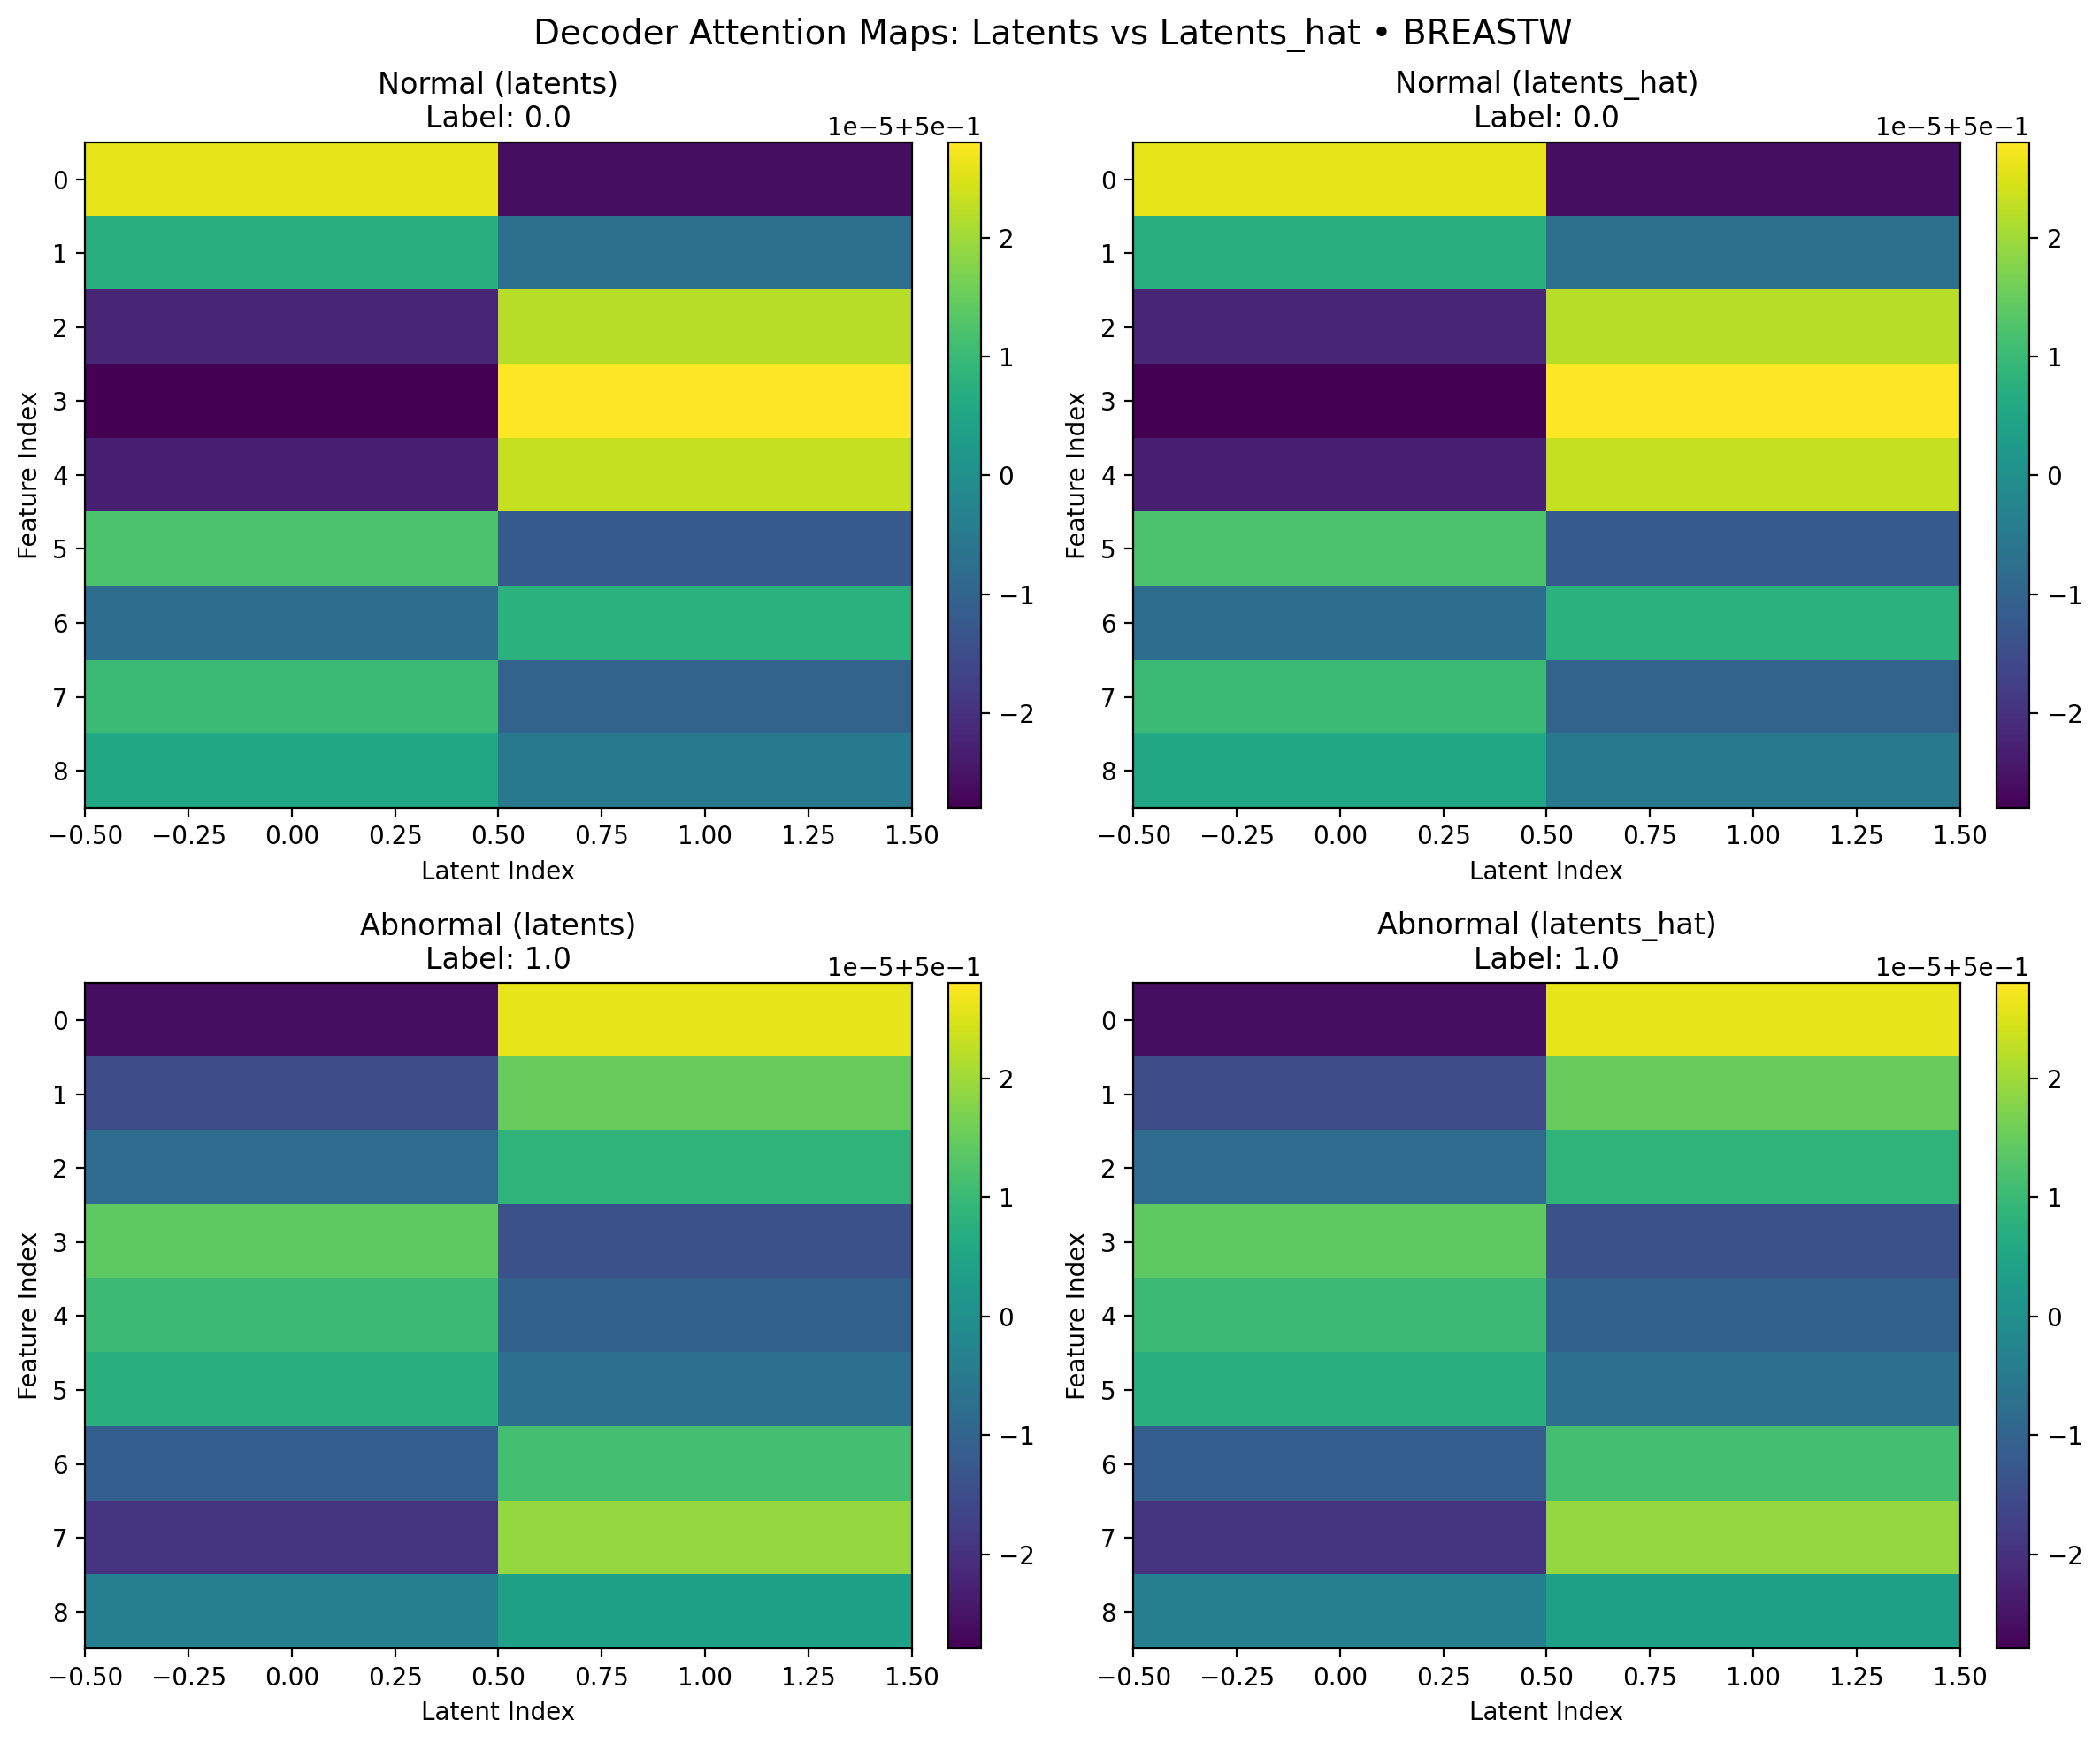 Decoder Attention Maps: Latents vs Latents_hat • BREASTW
Normal (latents)
Label: 0.0
1e−5+5e−1
Feature Index
0
1
2
3
4
5
6
7
8
−0.50 −0.25 0.00 0.25 0.50 0.75 1.00 1.25 1.50
Latent Index
2
1
0
−1
−2
Normal (latents_hat)
Label: 0.0
1e−5+5e−1
Feature Index
0
1
2
3
4
5
6
7
8
−0.50 −0.25 0.00 0.25 0.50 0.75 1.00 1.25 1.50
Latent Index
2
1
0
−1
−2
Abnormal (latents)
Label: 1.0
1e−5+5e−1
Feature Index
0
1
2
3
4
5
6
7
8
−0.50 −0.25 0.00 0.25 0.50 0.75 1.00 1.25 1.50
Latent Index
2
1
0
−1
−2
Abnormal (latents_hat)
Label: 1.0
1e−5+5e−1
Feature Index
0
1
2
3
4
5
6
7
8
−0.50 −0.25 0.00 0.25 0.50 0.75 1.00 1.25 1.50
Latent Index
2
1
0
−1
−2